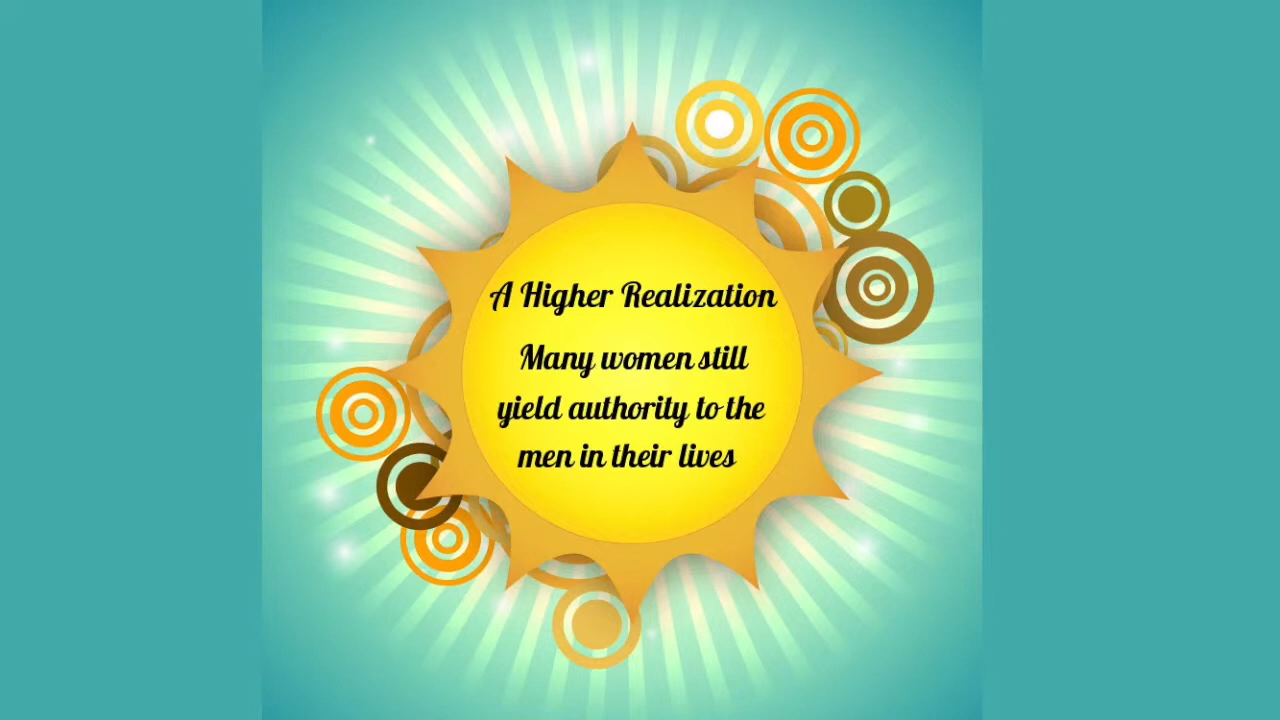 A Higher Realization
Many women still
yield authority to the
men in their lives